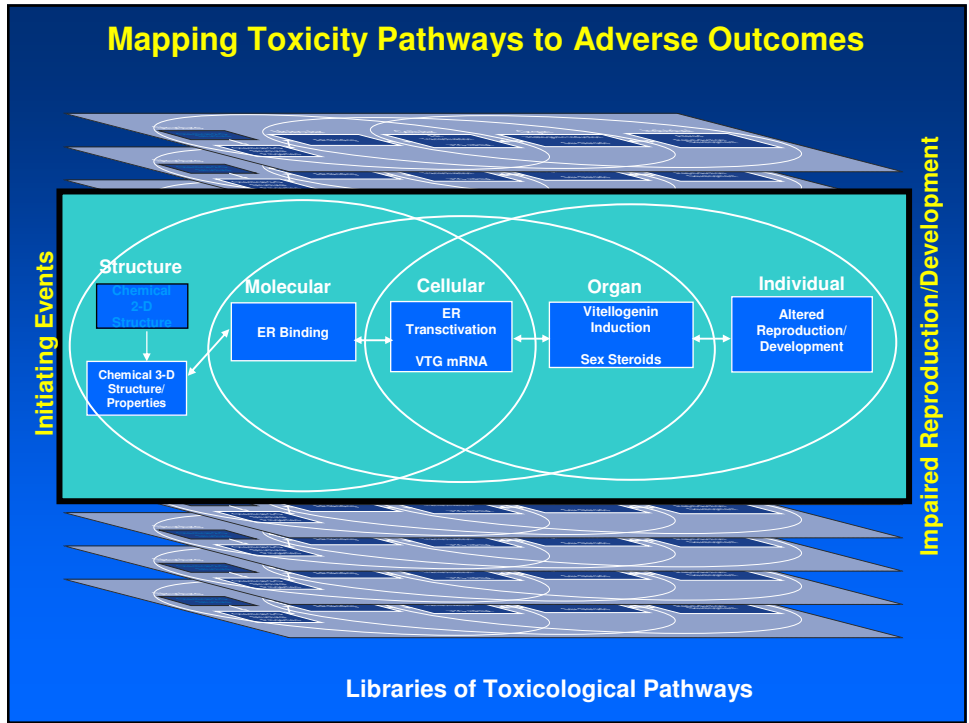 Mapping Toxicity Pathways to Adverse Outcomes
Initiating Events
Impaired Reproduction/Development
Structure
Chemical
2-D
Structure
Chemical 3-D
Structure/
Properties
Molecular
ER Binding
Cellular
ER
Transctivation
VTG mRNA
Organ
Vitellogenin
Induction
Sex Steroids
Individual
Altered
Reproduction/
Development
Libraries of Toxicological Pathways